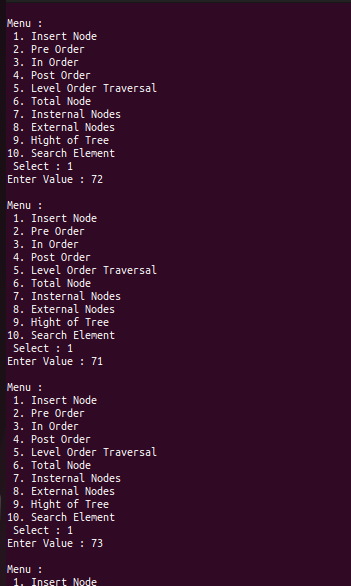 Menu :
1. Insert Node
2. Pre Order
3. In Order
4. Post Order
5. Level Order Traversal
6. Total Node
7. Insternal Nodes
8. External Nodes
9. Hight of Tree
10. Search Element
Select : 1
Enter Value : 72
Menu :
1. Insert Node
2. Pre Order
3. In Order
4. Post Order
5. Level Order Traversal
6. Total Node
7. Insternal Nodes
8. External Nodes
9. Hight of Tree
10. Search Element
Select : 1
Enter Value : 71
Menu :
1. Insert Node
2. Pre Order
3. In Order
4. Post Order
5. Level Order Traversal
6. Total Node
7. Insternal Nodes
8. External Nodes
9. Hight of Tree
10. Search Element
Select : 1
Enter Value : 73
Menu :
1. Insert Node